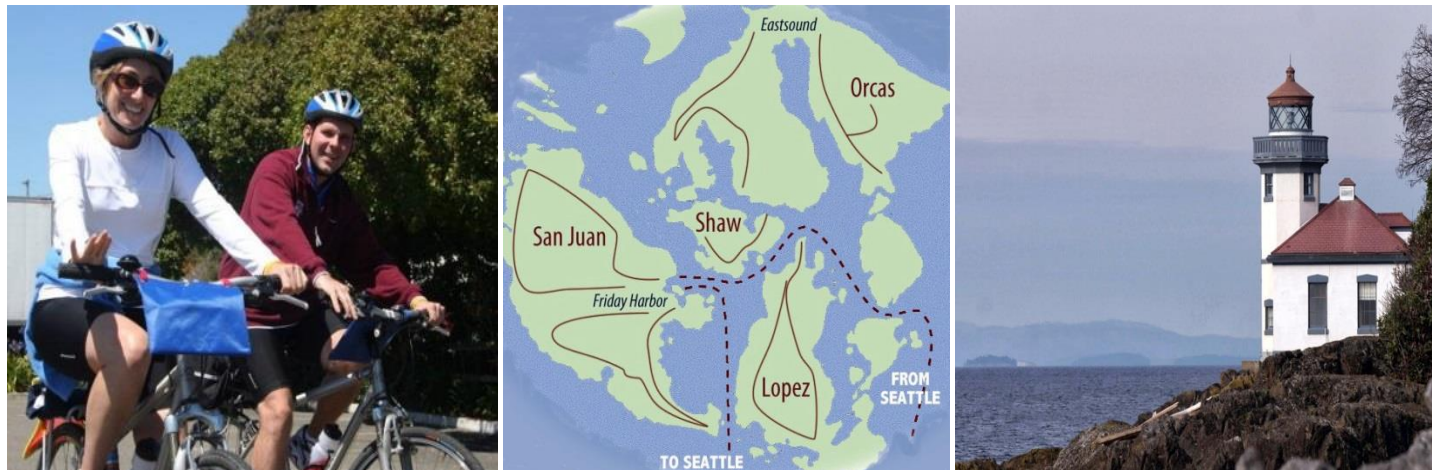 Eastsound
Orcas
Shaw
San Juan
Friday Harbor
Lopez
FROM
SEATTLE
TO SEATTLE